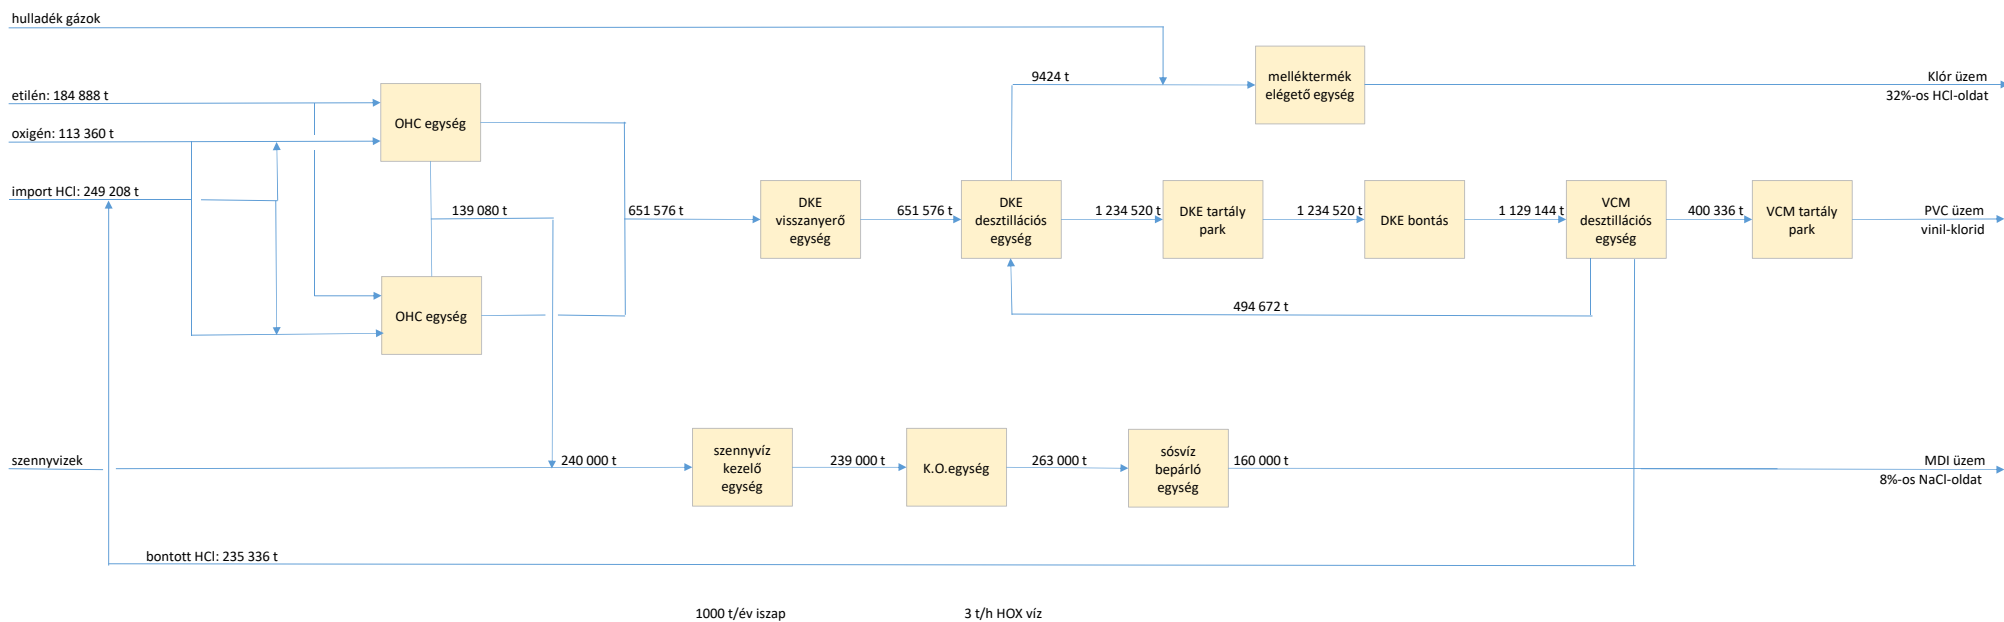 hulladék gázok
9424 t
melléktermék
elégető egység
Klór üzem
32%-os HCl-oldat
etilén: 184 888 t
OHC egység
oxigén: 113 360 t
import HCl: 249 208 t
139 080 t
651 576 t
DKE
visszanyerő
egység
651 576 t
DKE
desztillációs
egység
1 234 520 t
DKE tartály
park
1 234 520 t
DKE bontás
1 129 144 t
VCM
desztillációs
egység
400 336 t
VCM tartály
park
PVC üzem
vinil-klorid
OHC egység
494 672 t
szennyvizek
240 000 t
szennyvíz
kezelő
egység
239 000 t
K.O.egység
263 000 t
sósvíz
bepárló
egység
160 000 t
MDI üzem
8%-os NaCl-oldat
bontott HCl: 235 336 t
1000 t/év iszap
3 t/h HOX víz